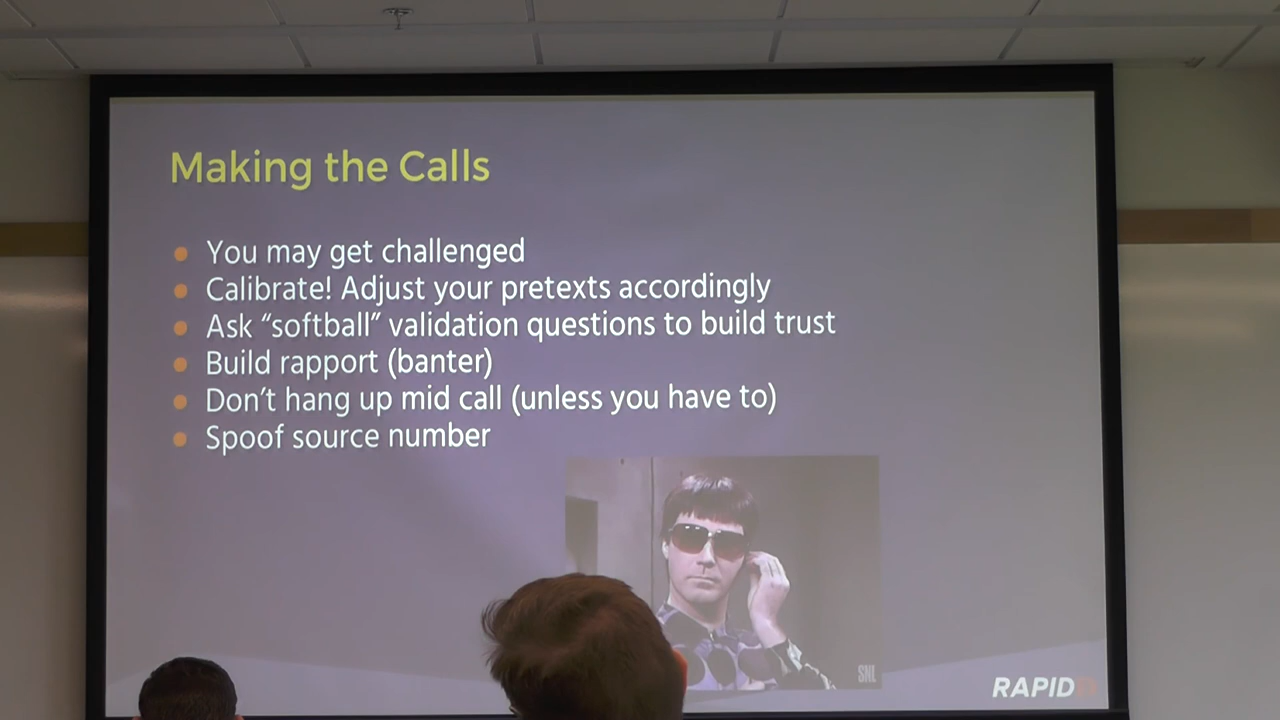 Making the Calls
You may get challenged
Calibrate! Adjust your pretexts accordingly
Ask “softball” validation questions to build trust
Build rapport (banter)
Don’t hang up mid call (unless you have to)
Spoof source number
SNL
RAPID7